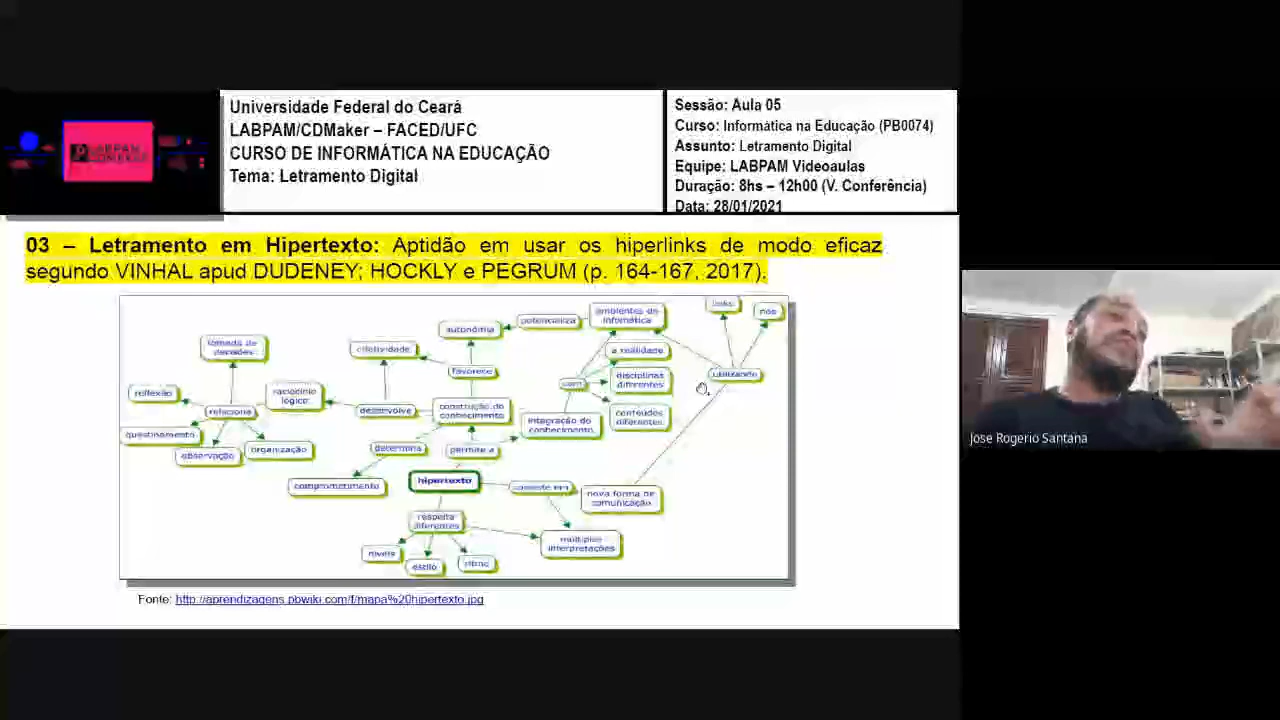 Universidade Federal do Ceará
LABPAM/CDMaker – FACED/UFC
CURSO DE INFORMÁTICA NA EDUCAÇÃO
Tema: Letramento Digital
Sessão: Aula 05
Curso: Informática na Educação (PB0074)
Assunto: Letramento Digital
Equipe: LABPAM Videoaulas
Duração: 8hs – 12h00 (V. Conferência)
Data: 28/01/2021
03 – Letramento em Hipertexto: Aptidão em usar os hiperlinks de modo eficaz
segundo VINHAL apud DUDENEY; HOCKLY e PEGRUM (p. 164-167, 2017).
links
nós
ambientes de
informática
potencializa
autonomia
tomada de
decisões
criatividade
a realidade
favorece
utilizando
com
disciplinas
diferentes
reflexão
raciocínio
lógico
relaciona
desenvolve
construção do
conhecimento
conteúdos
diferentes
integração do
conhecimento
questinamento
observação
organização
determina
permite a
comprometimento
hipertexto
consiste em
nova forma de
comunicação
respeita
diferentes
múltiplas
interpretações
níveis
estilo
ritmo
Fonte: http://aprendizagens.pbwiki.com/f/mapa%20hipertexto.jpg
Jose Rogerio Santana